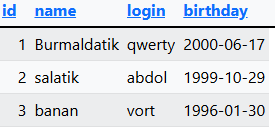 id name login birthday
1 Burmaldatik qwerty 2000-06-17
2 salatik abdol 1999-10-29
3 banan vort 1996-01-30